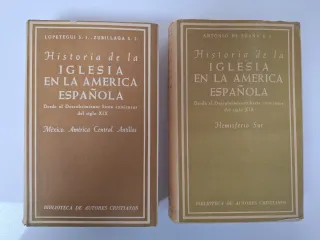 LOPETEGUI S. I. - ZUBILLAGA S. I.
Historia de la
IGLESIA
EN LA AMERICA
ESPAÑOLA
Desde el Descubrimiento hasta comienzos
del siglo XIX
México. América Central. Antillas
BIBLIOTECA DE AUTORES CRISTIANOS
ANTONIO DE EGAÑA S. I.
Historia de la
IGLESIA
EN LA AMERICA
ESPAÑOLA
Desde el Descubrimiento hasta comienzos
del siglo XIX
Hemisferio Sur
BIBLIOTECA DE AUTORES CRISTIANOS